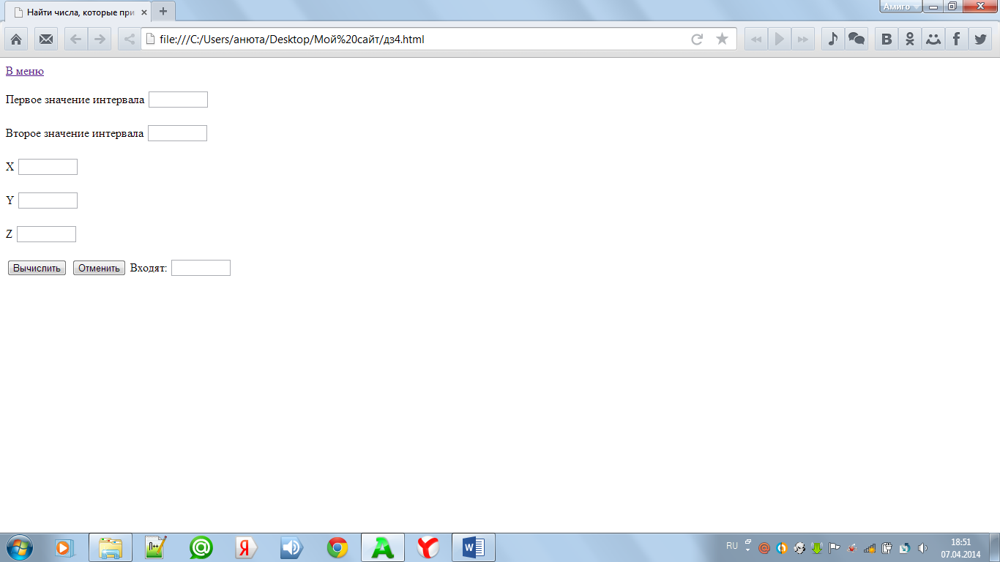 Найти числа, которые при
Амиго
file:///C:/Users/анюта/Desktop/Мой%20сайт/дз4.html
В меню
Первое значение интервала
Второе значение интервала
X
Y
Z
Вычислить Отменить Входят:
RU 18:51
07.04.2014